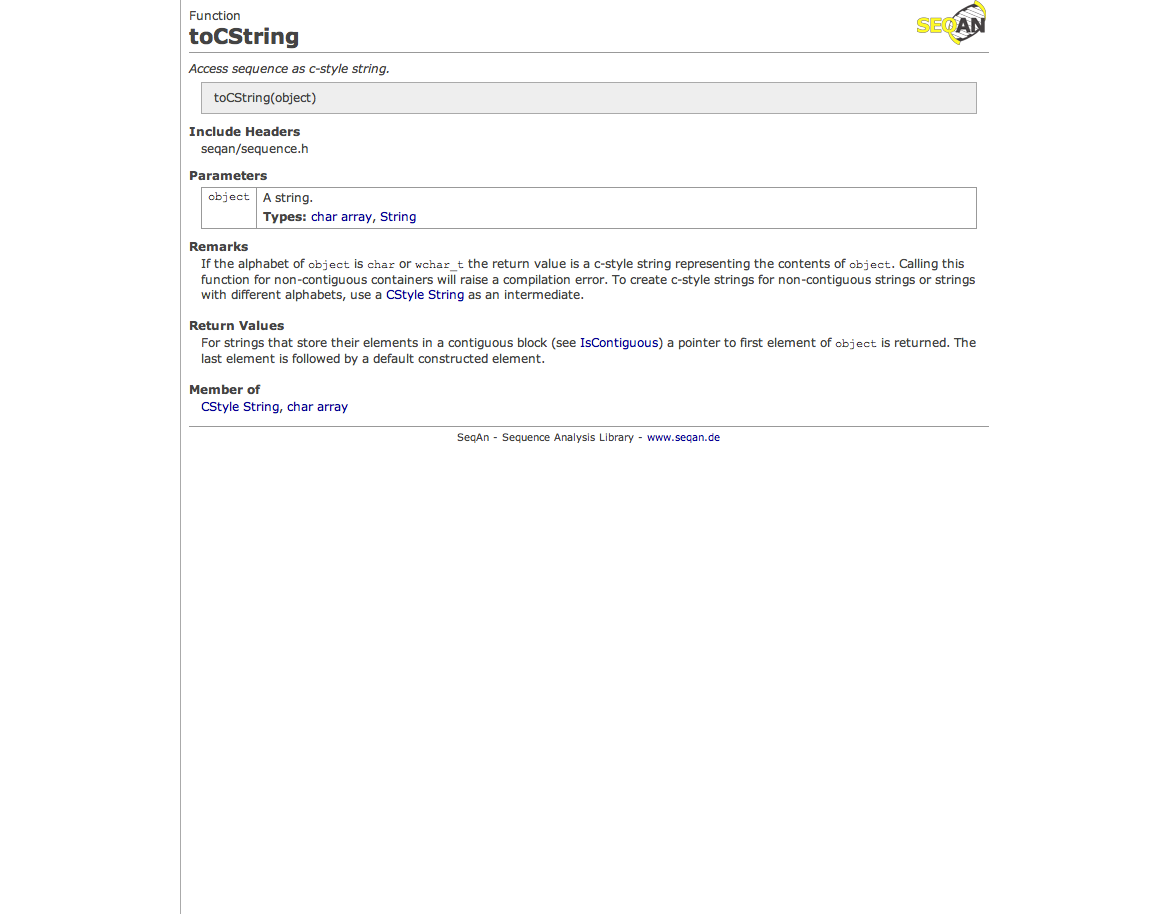 Function
toCString
SEQAN
Access sequence as c-style string.
toCString(object)
Include Headers
seqan/sequence.h
Parameters
object A string.
Types: char array, String
Remarks
If the alphabet of object is char or wchar_t the return value is a c-style string representing the contents of object. Calling this
function for non-contiguous containers will raise a compilation error. To create c-style strings for non-contiguous strings or strings
with different alphabets, use a CStyle String as an intermediate.
Return Values
For strings that store their elements in a contiguous block (see IsContiguous) a pointer to first element of object is returned. The
last element is followed by a default constructed element.
Member of
CStyle String, char array
SeqAn - Sequence Analysis Library - www.seqan.de